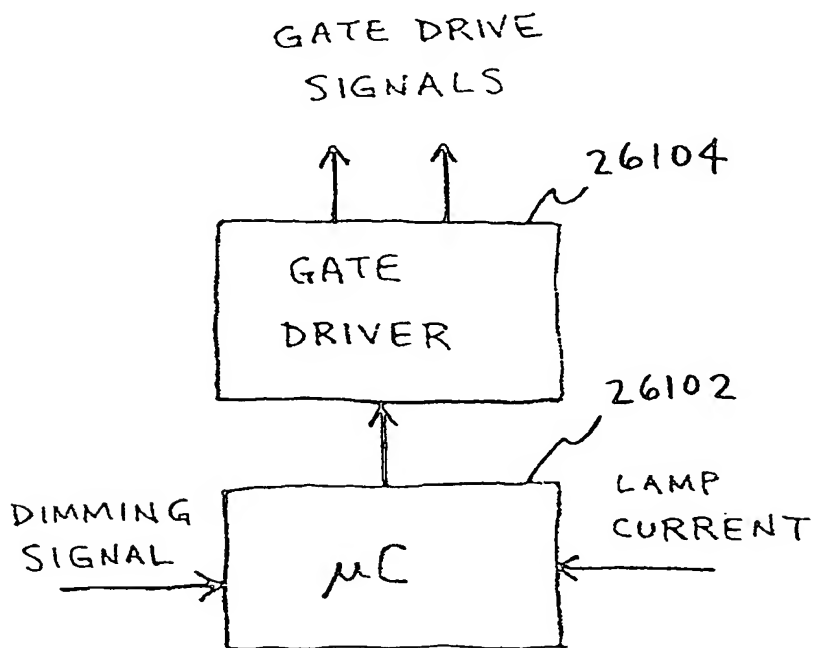 GATE DRIVE
SIGNALS
26104
GATE
DRIVER
26102
DIMMING
SIGNAL
LAMP
CURRENT
μC